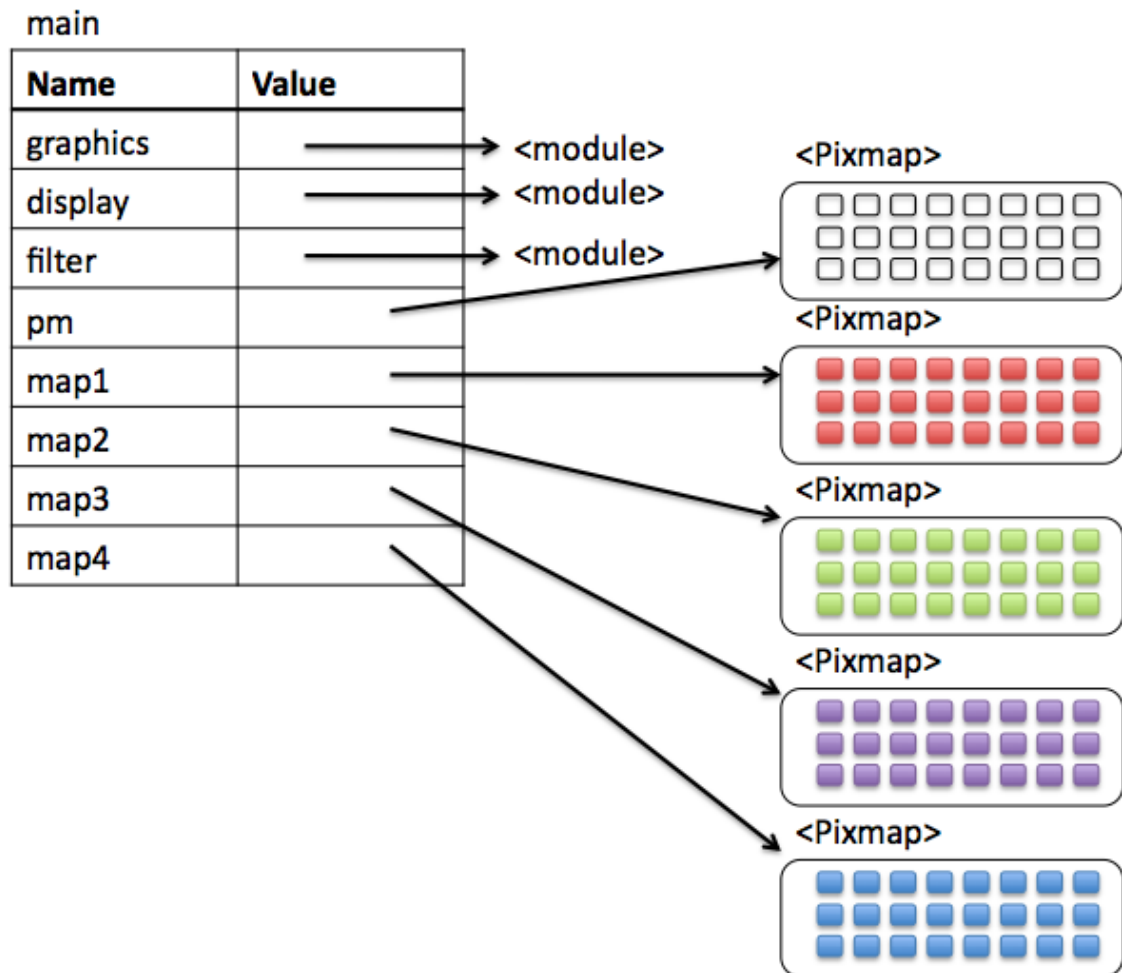 main
Name Value
graphics <module>
display <module>
filter <module>
pm
map1
map2
map3
map4
<Pixmap>
<Pixmap>
<Pixmap>
<Pixmap>
<Pixmap>